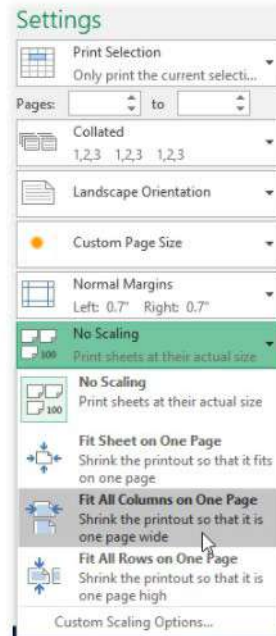 Settings
Print Selection
Only print the current selecti...
Pages: to
Collated
1,2,3 1,2,3 1,2,3
Landscape Orientation
Custom Page Size
Normal Margins
Left: 0.7" Right: 0.7"
No Scaling
Print sheets at their actual size
100
No Scaling
Print sheets at their actual size
100
Fit Sheet on One Page
Shrink the printout so that it fits
on one page
Fit All Columns on One Page
Shrink the printout so that it is
one page wide
Fit All Rows on One Page
Shrink the printout so that it is
one page high
Custom Scaling Options...